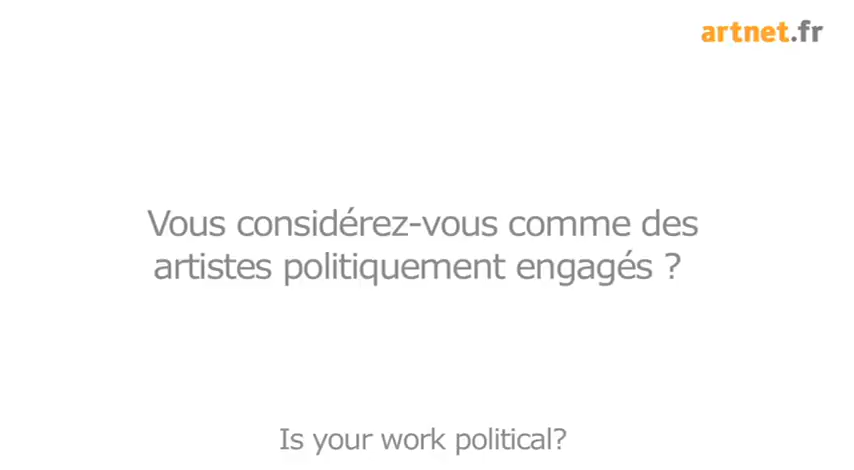 artnet.fr
Vous considérez-vous comme des
artistes politiquement engagés ?
Is your work political?